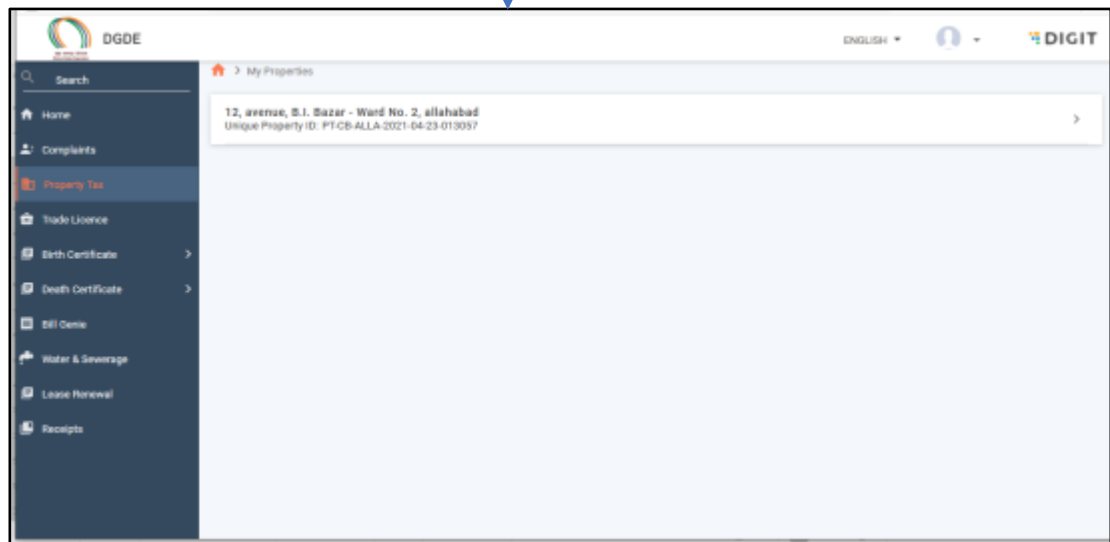 DGDE
ENGLISH
DIGIT
Search
My Properties
Home
12, avenue, B.I. Bazar - Ward No. 2, allahabad
Unique Property ID: PT-CB-ALLA-2021-04-23-013057
Complaints
Property Tax
Trade Licence
Birth Certificate
Death Certificate
Bill Genie
Water & Sewerage
Lease Renewal
Receipts